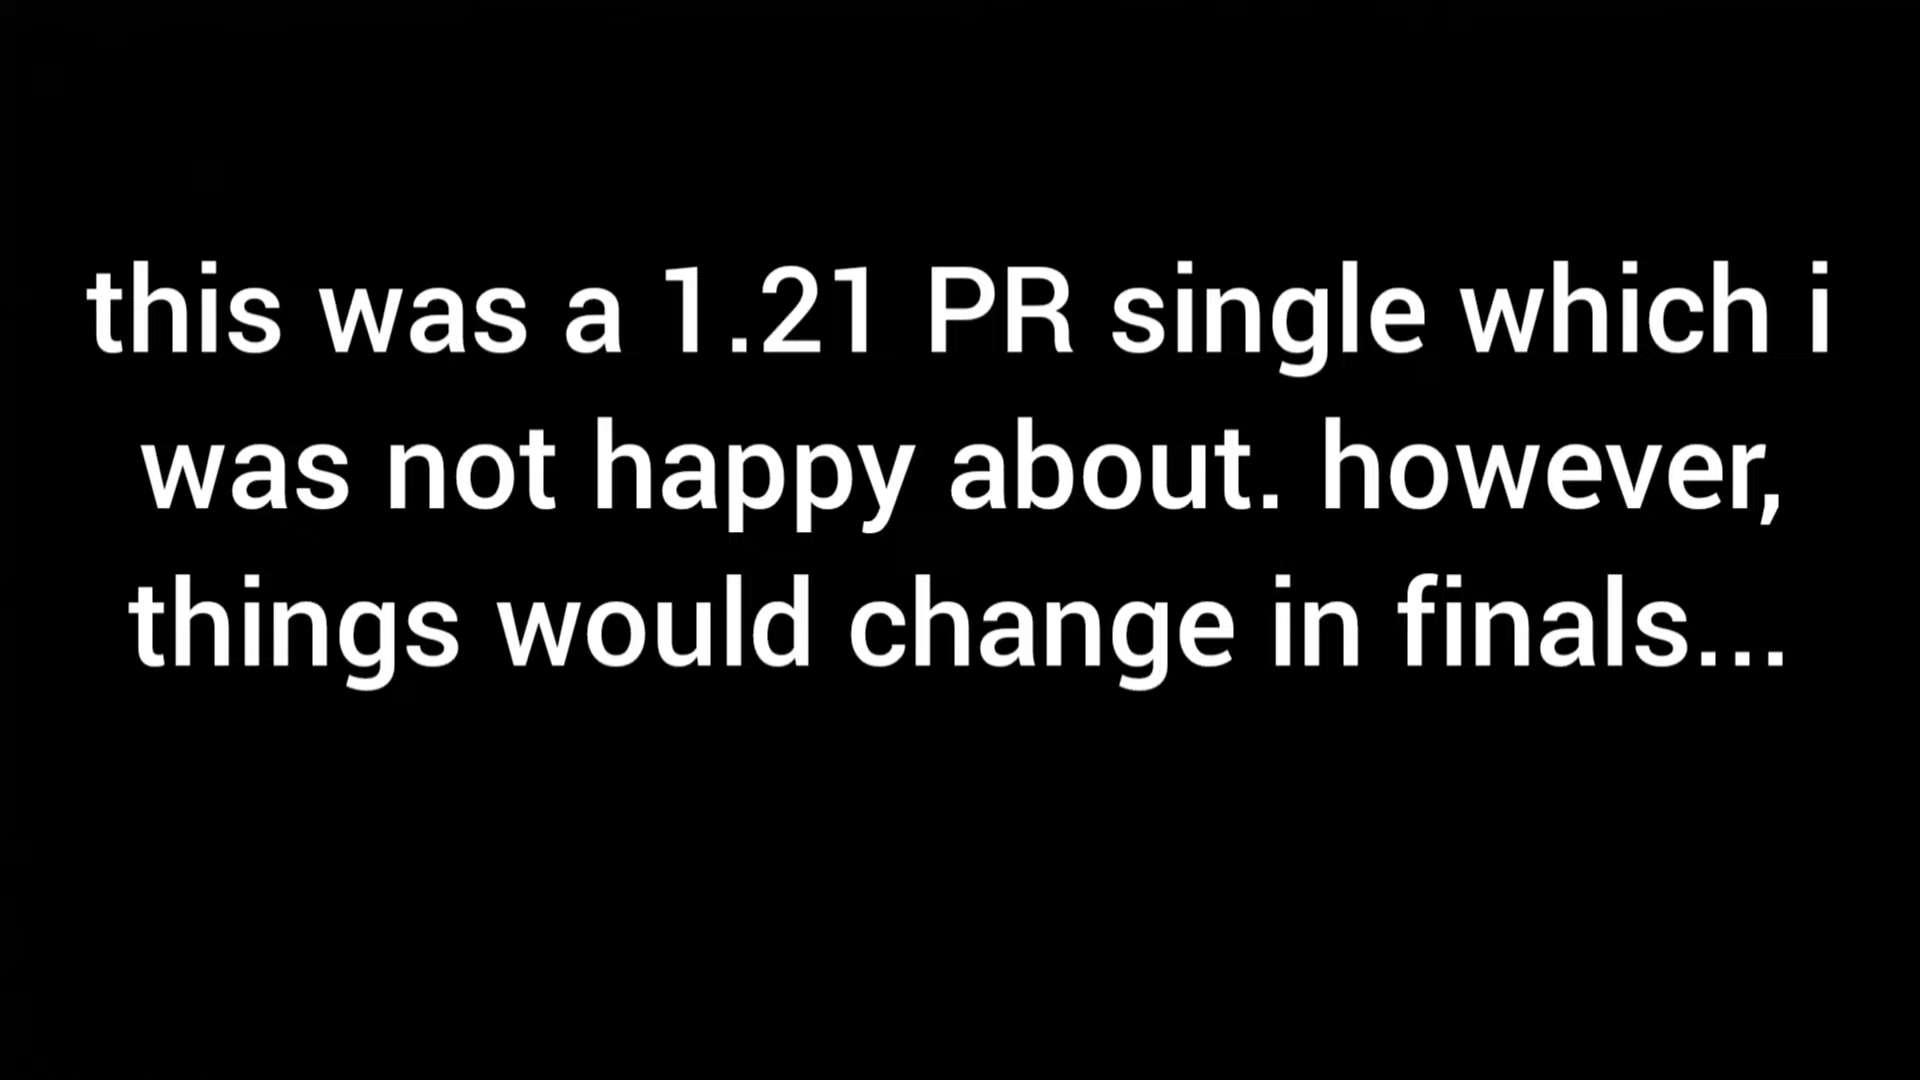 this was a 1.21 PR single which i
was not happy about. however,
things would change in finals...